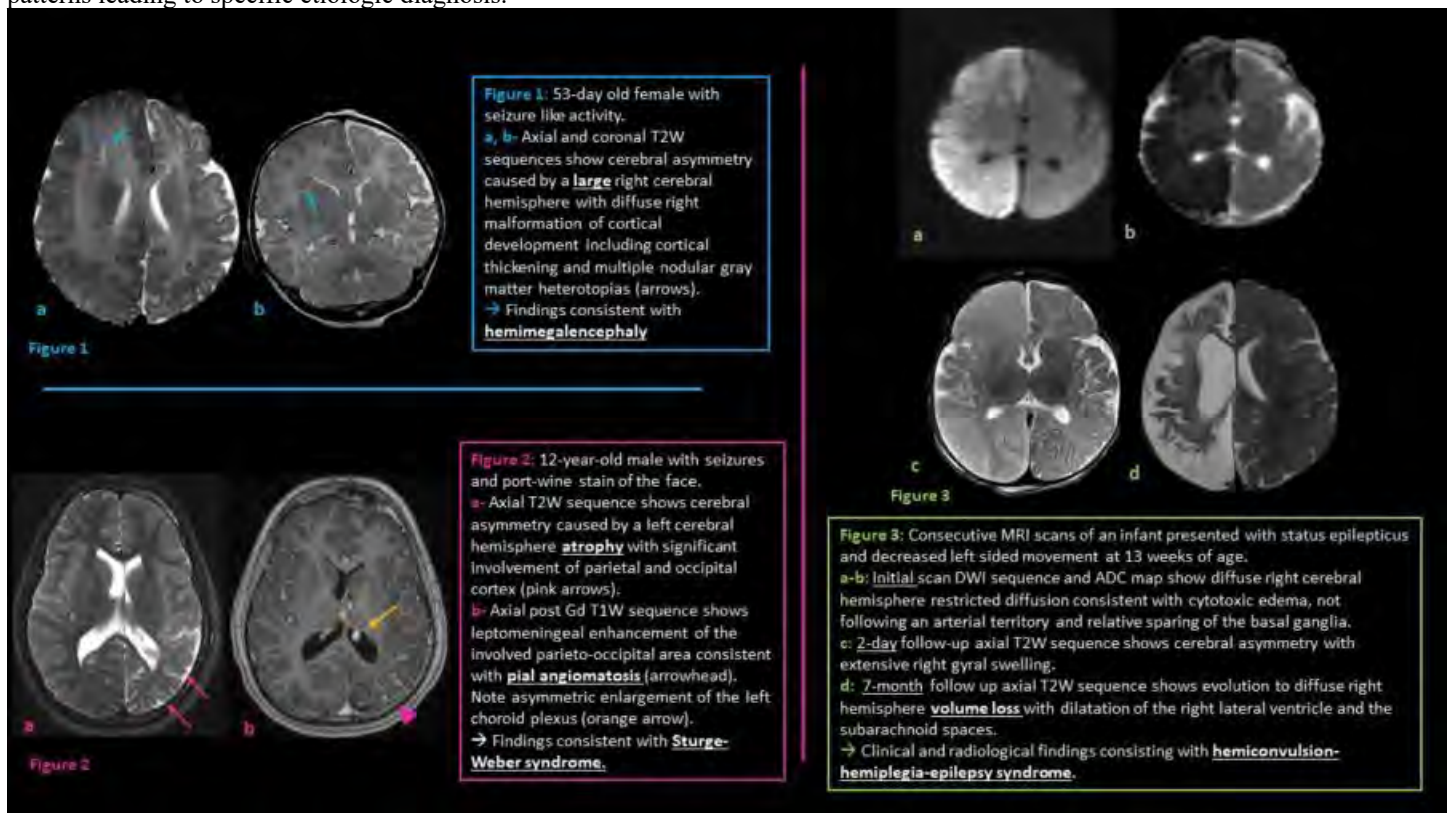 patterns leading to specific etiologic diagnosis.
Figure 1: 53-day old female with
seizure like activity.
a, b- Axial and coronal T2W
sequences show cerebral asymmetry
caused by a large right cerebral
hemisphere with diffuse right
malformation of cortical
development including cortical
thickening and multiple nodular gray
matter heterotopias (arrows).
→ Findings consistent with
hemimegalencephaly
a
b
Figure 1
Figure 2: 12-year-old male with seizures
and port-wine stain of the face.
a- Axial T2W sequence shows cerebral
asymmetry caused by a left cerebral
hemisphere atrophy with significant
involvement of parietal and occipital
cortex (pink arrows).
b- Axial post Gd T1W sequence shows
leptomeningeal enhancement of the
involved parieto-occipital area consistent
with pial angiomatosis (arrowhead).
Note asymmetric enlargement of the left
choroid plexus (orange arrow).
→ Findings consistent with Sturge-
Weber syndrome.
a
b
Figure 2
a
b
c
d
Figure 3
Figure 3: Consecutive MRI scans of an infant presented with status epilepticus
and decreased left sided movement at 13 weeks of age.
a-b: Initial scan DWI sequence and ADC map show diffuse right cerebral
hemisphere restricted diffusion consistent with cytotoxic edema, not
following an arterial territory and relative sparing of the basal ganglia.
c: 2-day follow-up axial T2W sequence shows cerebral asymmetry with
extensive right gyral swelling.
d: 7-month follow up axial T2W sequence shows evolution to diffuse right
hemisphere volume loss with dilatation of the right lateral ventricle and the
subarachnoid spaces.
→ Clinical and radiological findings consisting with hemiconvulsion-
hemiplegia-epilepsy syndrome.